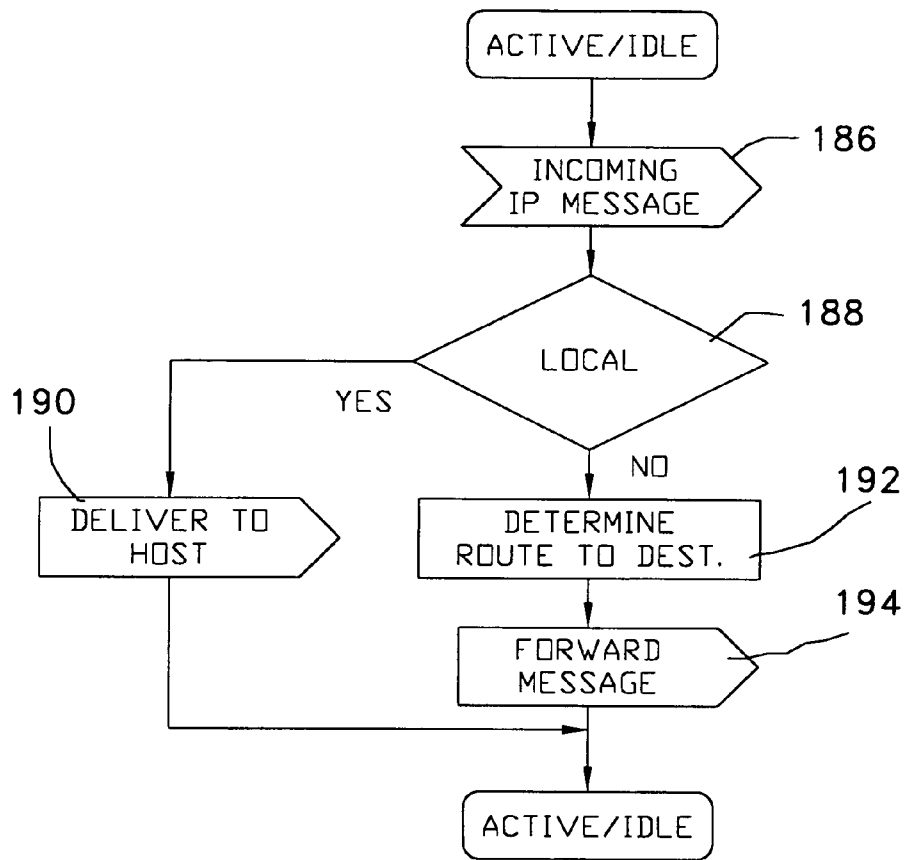 ACTIVE/IDLE
186
INCOMING
IP MESSAGE
188
LOCAL
YES
190
NO
192
DELIVER TO
HOST
DETERMINE
ROUTE TO DEST.
194
FORWARD
MESSAGE
ACTIVE/IDLE